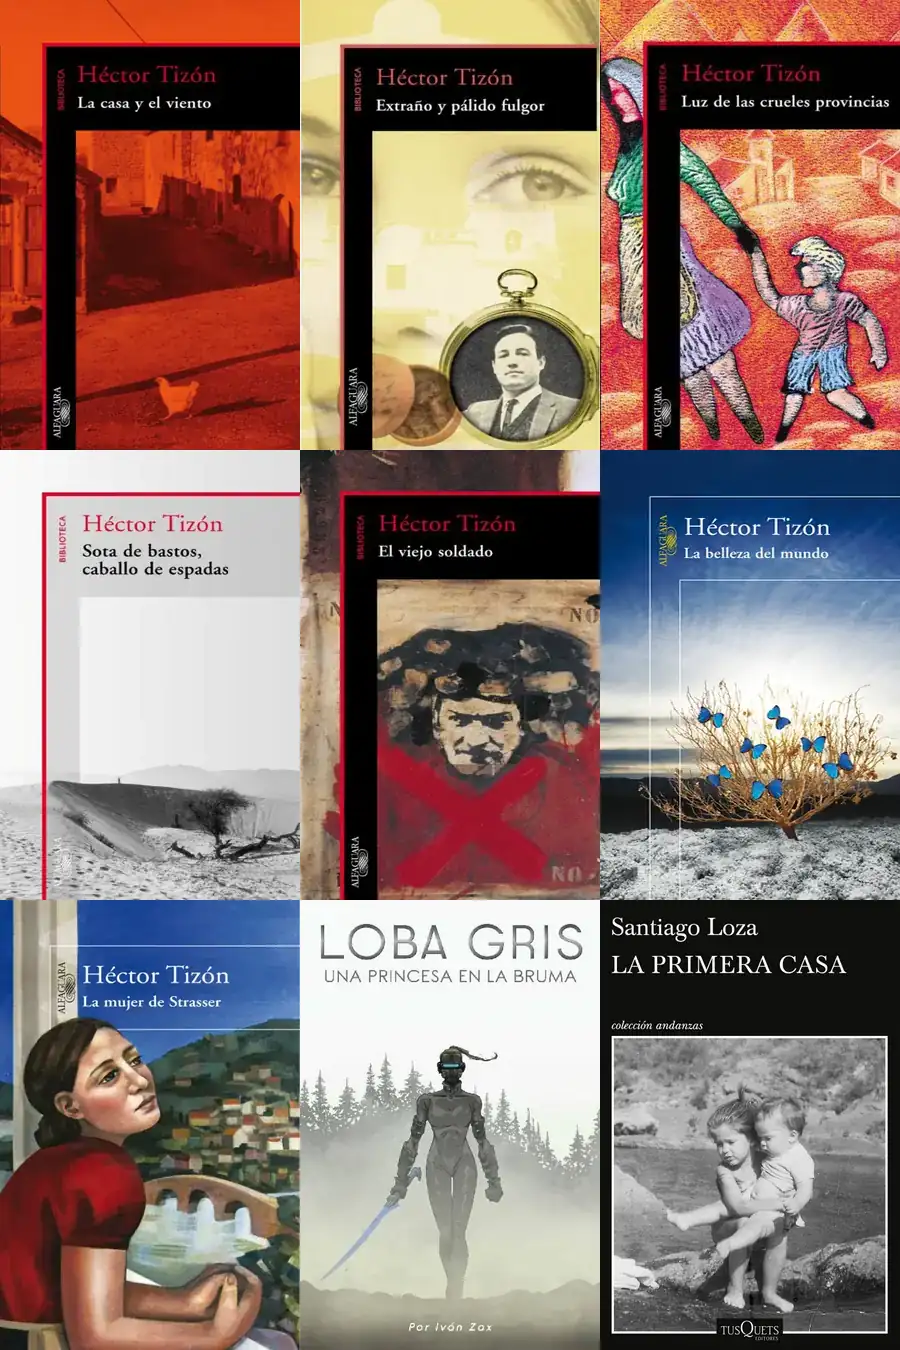 BIBLIOTECA
Héctor Tizón
La casa y el viento
ALFAGUARA
BIBLIOTECA
Héctor Tizón
Extraño y pálido fulgor
ALFAGUARA
BIBLIOTECA
Héctor Tizón
Luz de las crueles provincias
ALFAGUARA
BIBLIOTECA
Héctor Tizón
Sota de bastos,
caballo de espadas
BIBLIOTECA
Héctor Tizón
El viejo soldado
NO
NO
ALFAGUARA
ALFAGUARA
Héctor Tizón
La belleza del mundo
ALFAGUARA
Héctor Tizón
La mujer de Strasser
LOBA GRIS
UNA PRINCESA EN LA BRUMA
Por Iván Zax
Santiago Loza
LA PRIMERA CASA
colección andanzas
TUSQUETS
EDITORES